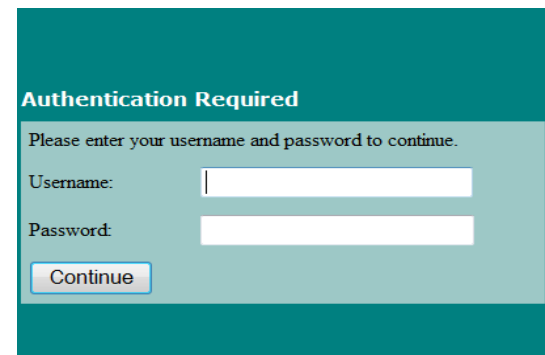 Authentication Required
Please enter your username and password to continue.
Username:
Password:
Continue